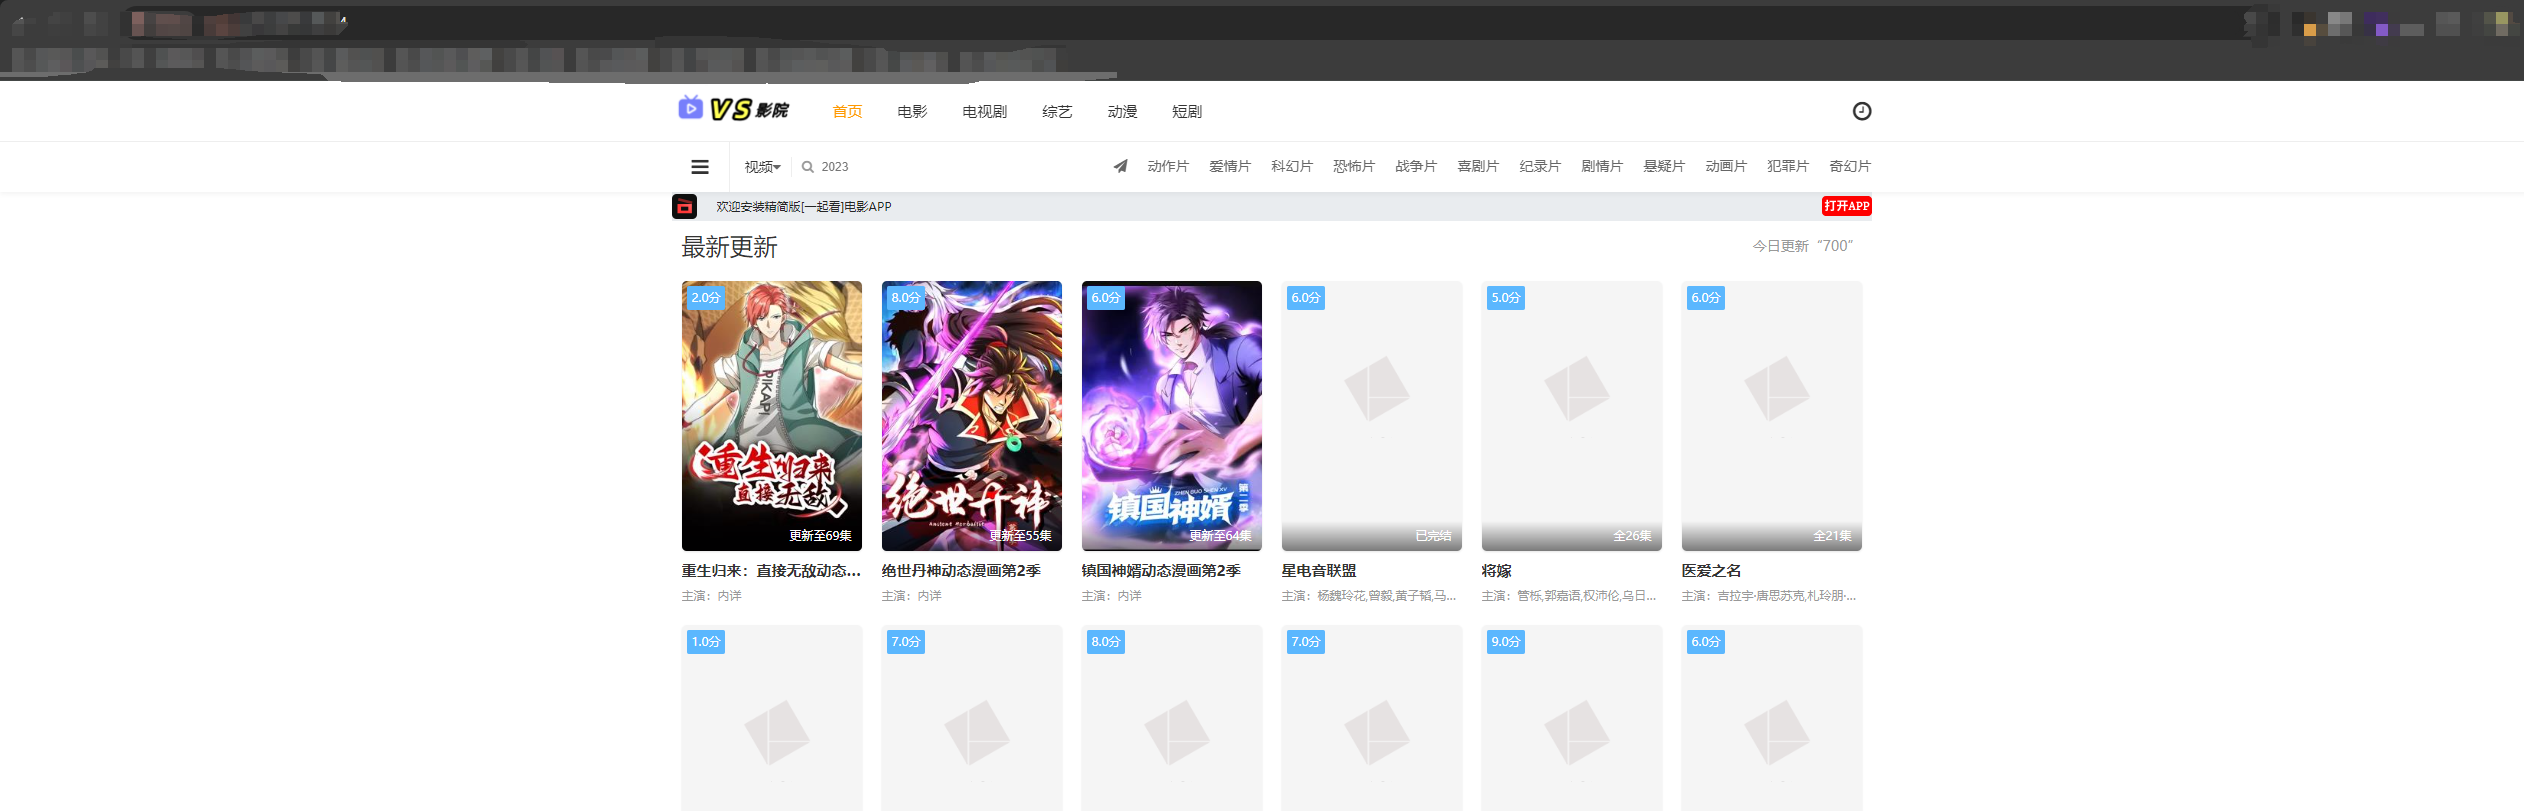 VS影院 首页 电影 电视剧 综艺 动漫 短剧
视频 2023 动作片 爱情片 科幻片 恐怖片 战争片 喜剧片 纪录片 剧情片 悬疑片 动画片 犯罪片 奇幻片
欢迎安装精简版[一起看]电影APP 打开APP
最新更新 今日更新“700”
2.0分 8.0分 6.0分 6.0分 5.0分 6.0分
PIKAPI
重生归来 直接无敌
绝世丹神
镇国神婿 第二季
ZHEN GUO SHEN XU
更新至69集 更新至55集 更新至64集 已完结 全26集 全21集
重生归来：直接无敌动态... 绝世丹神动态漫画第2季 镇国神婿动态漫画第2季 星电音联盟 将嫁 医爱之名
主演：内详 主演：内详 主演：内详 主演：杨魏玲花,曾毅,黄子韬,马... 主演：管栎,郭嘉语,权沛伦,乌日... 主演：吉拉宇·唐思苏克,札玲朋·...
1.0分 7.0分 8.0分 7.0分 9.0分 6.0分